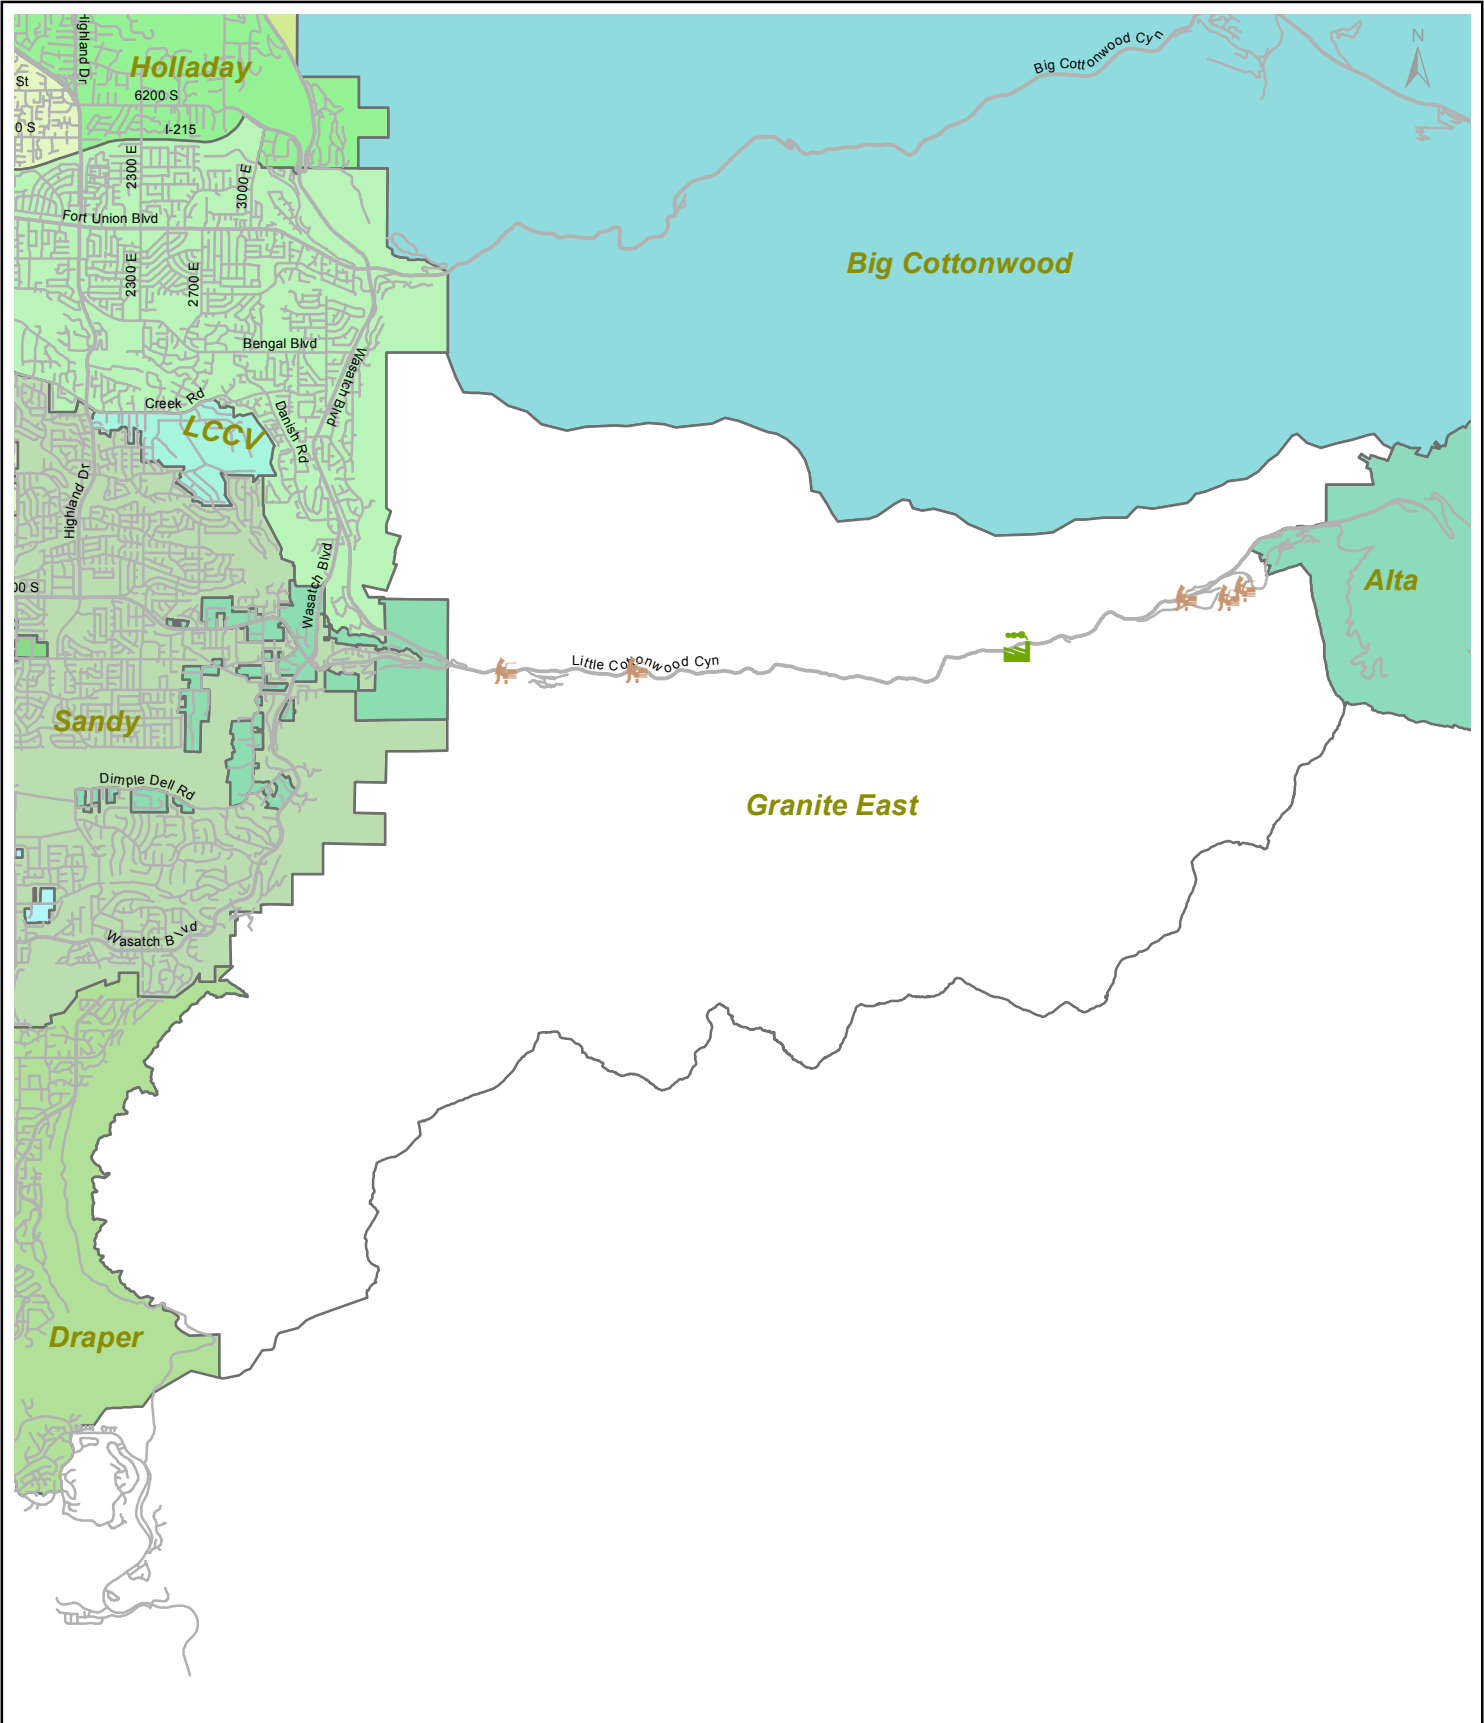 Highland Dr
Holladay
Big Cottonwood Cyn
N
St
6200 S
0 S
I-215
2300 E
3000 E
Fort Union Blvd
2300 E
2700 E
Big Cottonwood
Bengal Blvd
Wasatch Blvd
Creek Rd
LCCV
Danish Rd
Highland Dr
Wasatch Blvd
00 S
Alta
Little Cottonwood Cyn
Sandy
Dimple Dell Rd
Granite East
Wasatch Blvd
Draper